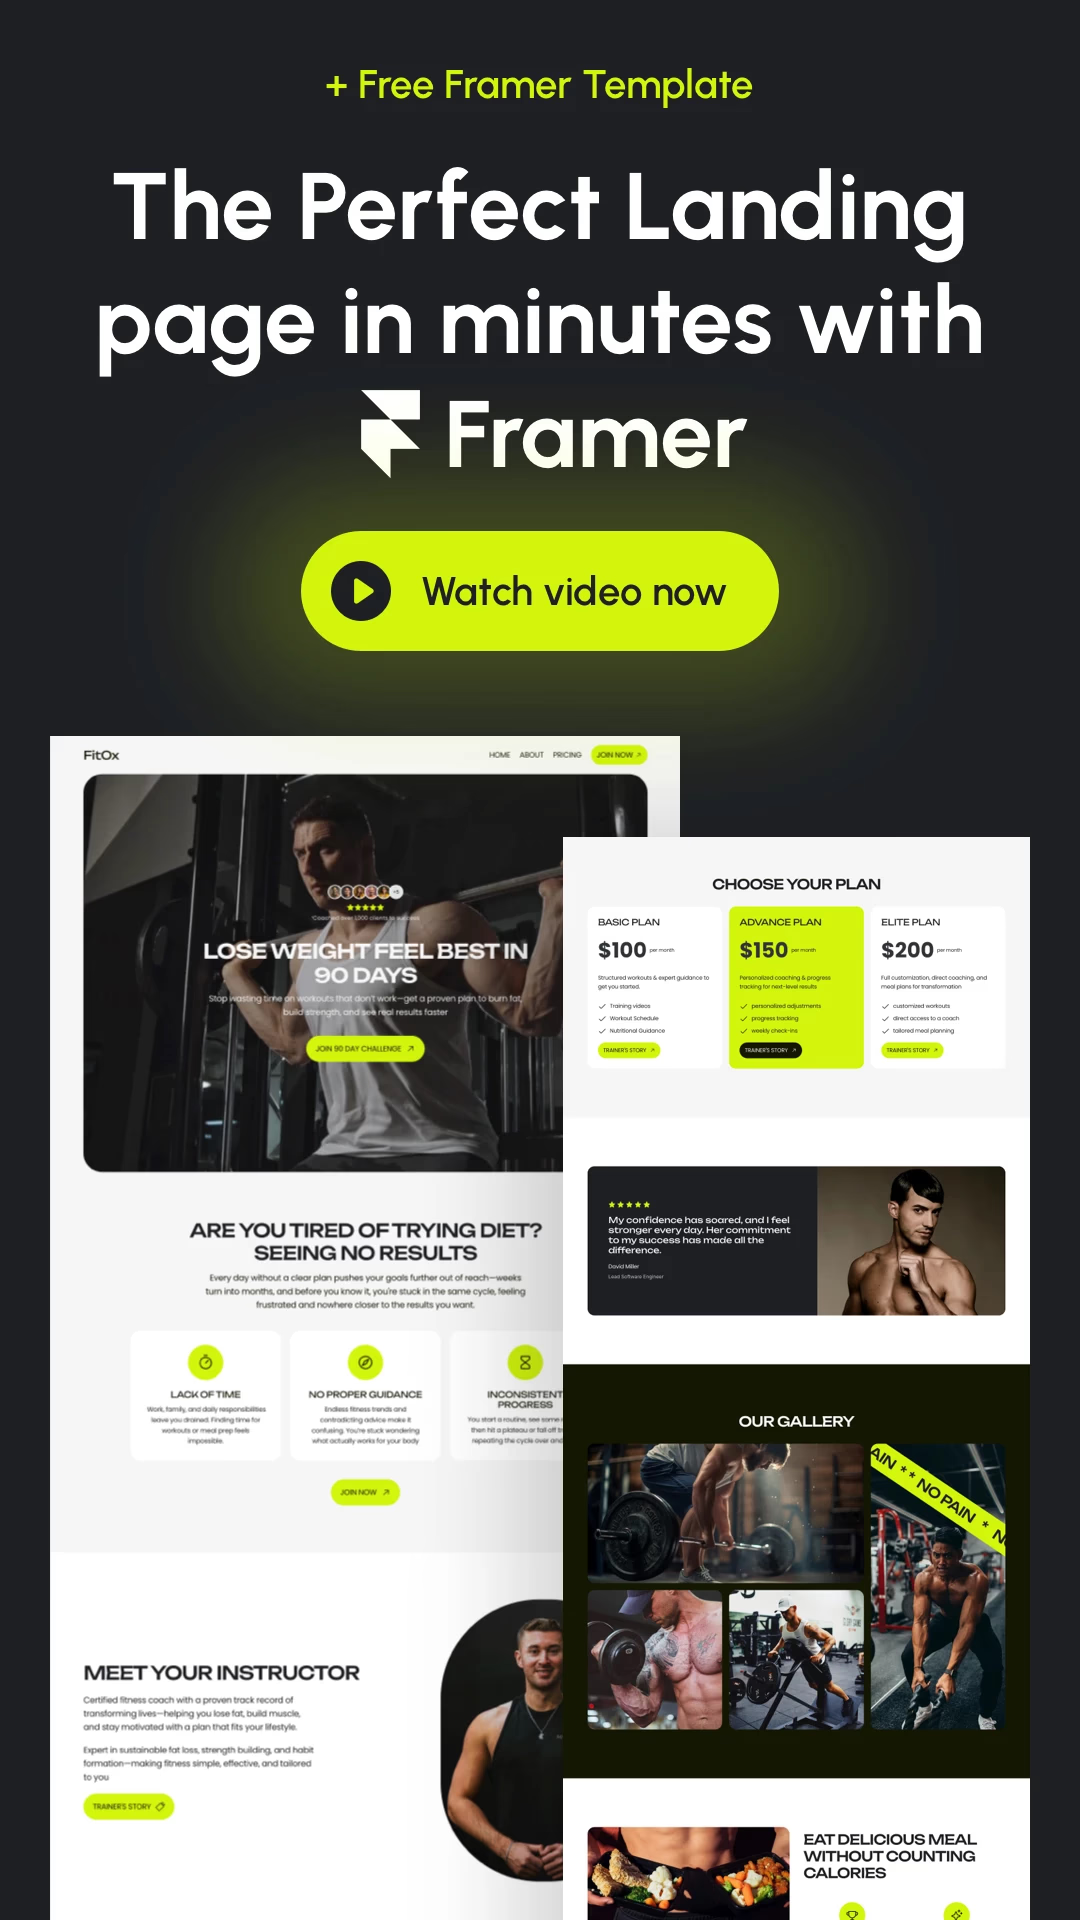 + Free Framer Template
The Perfect Landing
page in minutes with
Framer
Watch video now
FitOx
HOME ABOUT PRICING JOIN NOW
+5
"Coached over 1,000 clients to success
LOSE WEIGHT FEEL BEST IN
90 DAYS
Stop wasting time on workouts that don't work—get a proven plan to burn fat,
build strength, and see real results faster
JOIN 90 DAY CHALLENGE
ARE YOU TIRED OF TRYING DIET?
SEEING NO RESULTS
Every day without a clear plan pushes your goals further out of reach—weeks
turn into months, and before you know it, you're stuck in the same cycle, feeling
frustrated and nowhere closer to the results you want.
LACK OF TIME
Work, family, and daily responsibilities
leave you drained. Finding time for
workouts or meal prep feels
impossible.
NO PROPER GUIDANCE
Endless fitness trends and
contradicting advice make it
confusing. You're stuck wondering
what actually works for your body
INCONSISTENT
PROGRESS
You start a routine, see some
then hit a plateau or fall off
repeating the cycle over and
JOIN NOW
MEET YOUR INSTRUCTOR
Certified fitness coach with a proven track record of
transforming lives—helping you lose fat, build muscle,
and stay motivated with a plan that fits your lifestyle.
Expert in sustainable fat loss, strength building, and habit
formation—making fitness simple, effective, and tailored
to you
TRAINER'S STORY
CHOOSE YOUR PLAN
BASIC PLAN
$100 per month
Structured workouts & expert guidance to
get you started.
Training videos
Workout Schedule
Nutritional Guidance
TRAINER'S STORY
ADVANCE PLAN
$150 per month
Personalized coaching & progress
tracking for next-level results
personalized adjustments
progress tracking
weekly check-ins
TRAINER'S STORY
ELITE PLAN
$200 per month
Full customization, direct coaching, and
meal plans for transformation
customized workouts
direct access to a coach
tailored meal planning
TRAINER'S STORY
My confidence has soared, and I feel
stronger every day. Her commitment
to my success has made all the
difference.
David Miller
Lead Software Engineer
OUR GALLERY
AIN ** NO PAIN * N
EAT DELICIOUS MEAL
WITHOUT COUNTING
CALORIES